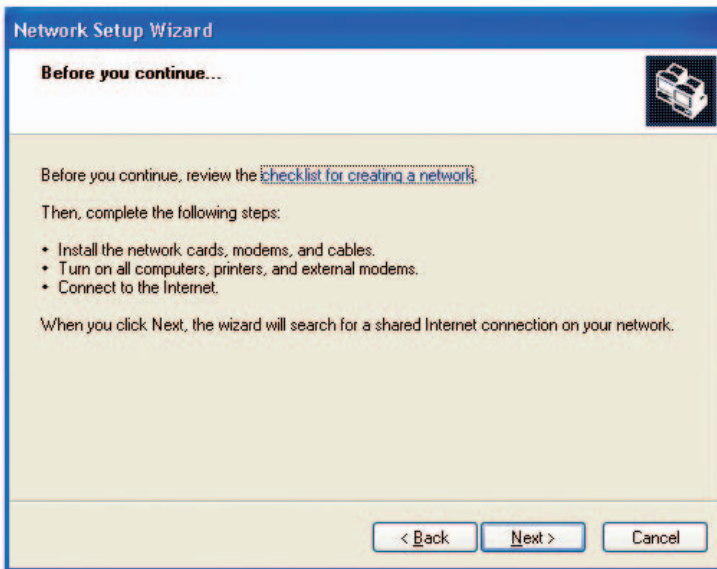 Network Setup Wizard
Before you continue...
Before you continue, review the checklist for creating a network.
Then, complete the following steps:
• Install the network cards, modems, and cables.
• Turn on all computers, printers, and external modems.
• Connect to the Internet.
When you click Next, the wizard will search for a shared Internet connection on your network.
< Back Next > Cancel